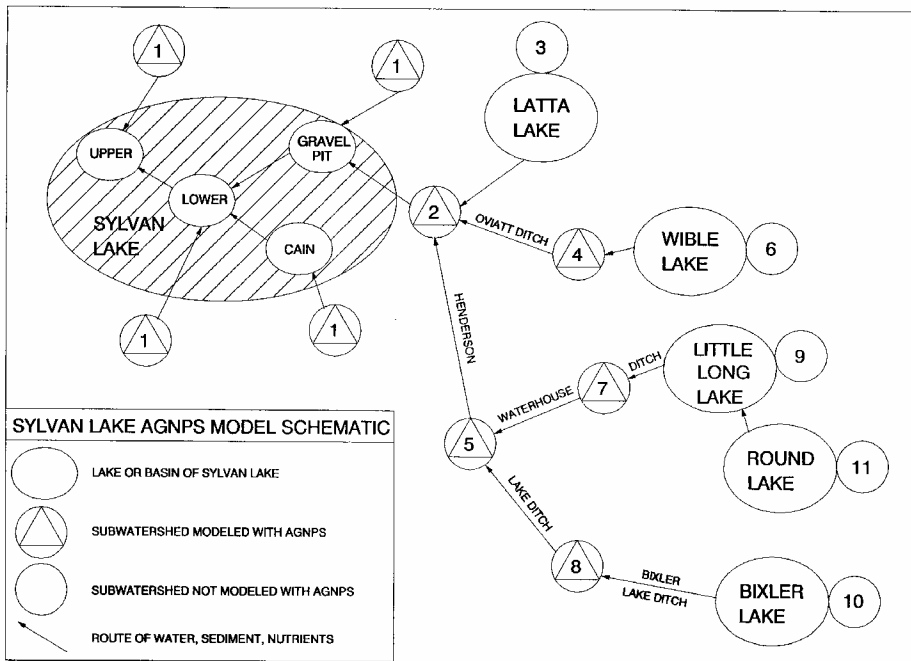 1
1
3
LATTA
LAKE
UPPER
GRAVEL
PIT
LOWER
SYLVAN
LAKE
CAIN
1
1
2
OVIATT DITCH
4
WIBLE
LAKE
6
HENDERSON
LITTLE
LONG
LAKE
9
DITCH
7
WATERHOUSE
5
ROUND
LAKE
11
LAKE DITCH
8
BIXLER
LAKE DITCH
BIXLER
LAKE
10
SYLVAN LAKE AGNPS MODEL SCHEMATIC
LAKE OR BASIN OF SYLVAN LAKE
SUBWATERSHED MODELED WITH AGNPS
SUBWATERSHED NOT MODELED WITH AGNPS
ROUTE OF WATER, SEDIMENT, NUTRIENTS